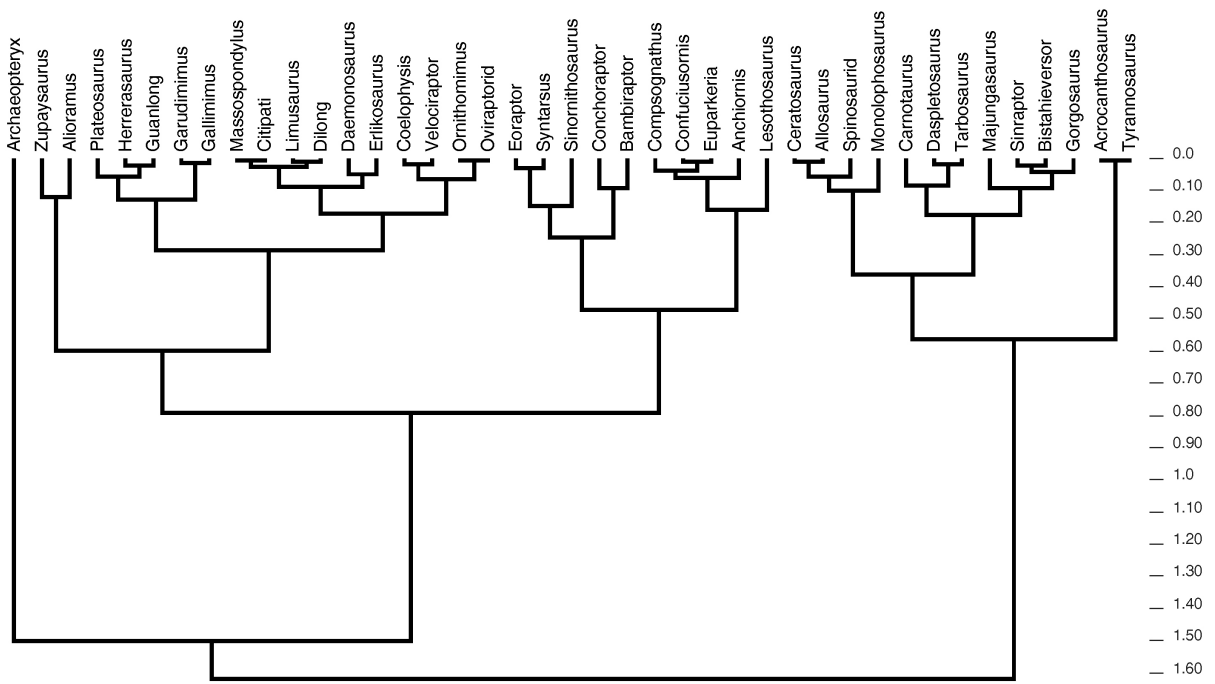 Archaeopteryx
Zupaysaurus
Alioramus
Plateosaurus
Herrerasaurus
Guanlong
Garudimimus
Gallimimus
Massospondylus
Citipati
Limusaurus
Dilong
Daemonosaurus
Erlikosaurus
Coelophysis
Velociraptor
Ornithomimus
Oviraptorid
Eoraptor
Syntarsus
Sinornithosaurus
Conchoraptor
Bambiraptor
Compsognathus
Confuciusornis
Euparkeria
Anchiornis
Lesothosaurus
Ceratosaurus
Allosaurus
Spinosaurid
Monolophosaurus
Carnotaurus
Daspletosaurus
Tarbosaurus
Majungasaurus
Sinraptor
Bistahieversor
Gorgosaurus
Acrocanthosaurus
Tyrannosaurus
0.0
0.10
0.20
0.30
0.40
0.50
0.60
0.70
0.80
0.90
1.0
1.10
1.20
1.30
1.40
1.50
1.60